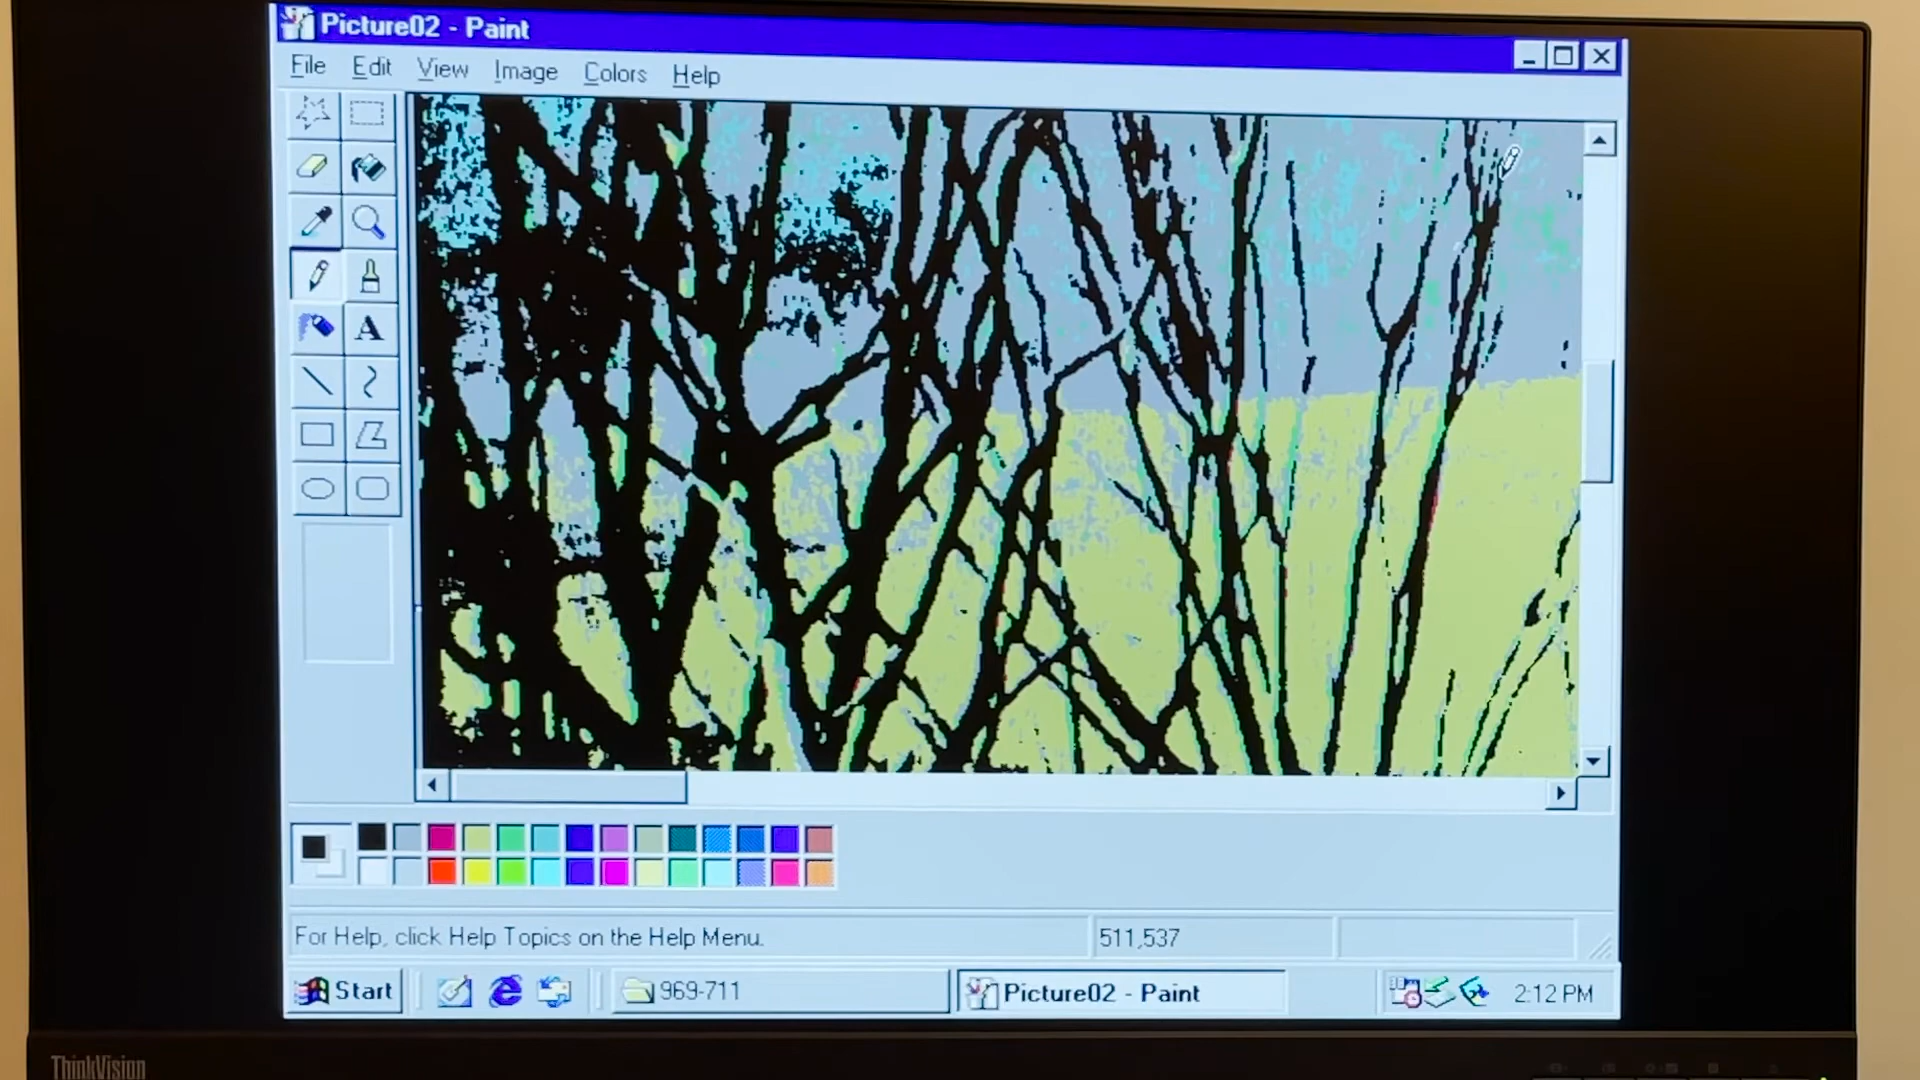 Picture02 - Paint
File Edit View Image Colors Help
A
For Help, click Help Topics on the Help Menu.
511,537
Start
969-711
Picture02 - Paint
2:12 PM
ThinkVision